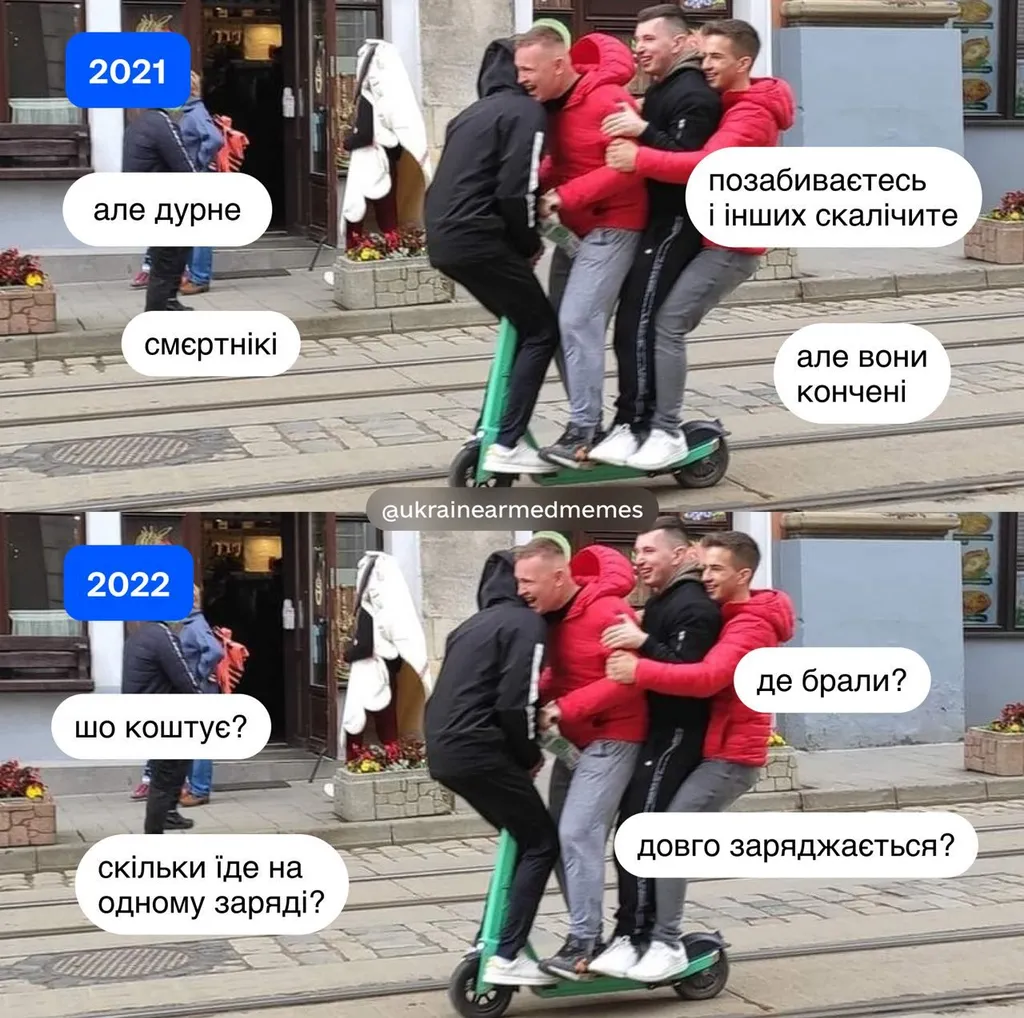 2021
але дурне
позабиваєтесь
і інших скалічите
смєртнікі
але вони
кончені
@ukrainearmedmemes
2022
де брали?
шо коштує?
довго заряджається?
скільки їде на
одному заряді?